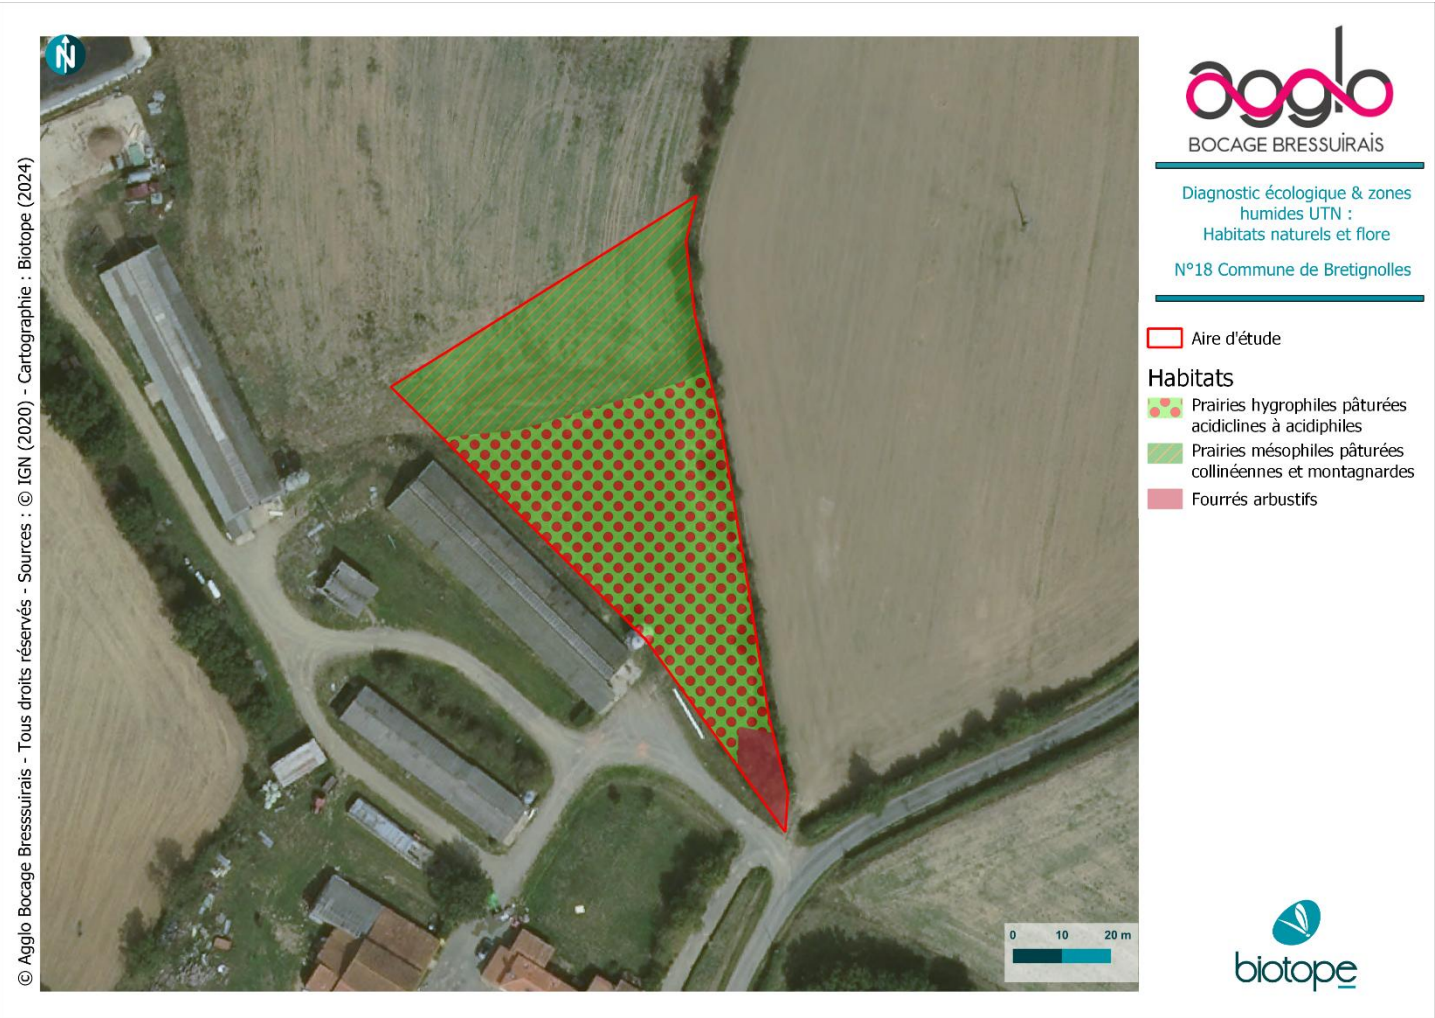 N
© Agglo Bocage Bresssuirais - Tous droits réservés - Sources : © IGN (2020) - Cartographie : Biotope (2024)
agglo
BOCAGE BRESSUIRAIS
Diagnostic écologique & zones
humides UTN :
Habitats naturels et flore
N°18 Commune de Bretignolles
Aire d'étude
Habitats
Prairies hygrophiles pâturées
acidiclines à acidiphiles
Prairies mésophiles pâturées
collinéennes et montagnardes
Fourrés arbustifs
0 10 20 m
biotope